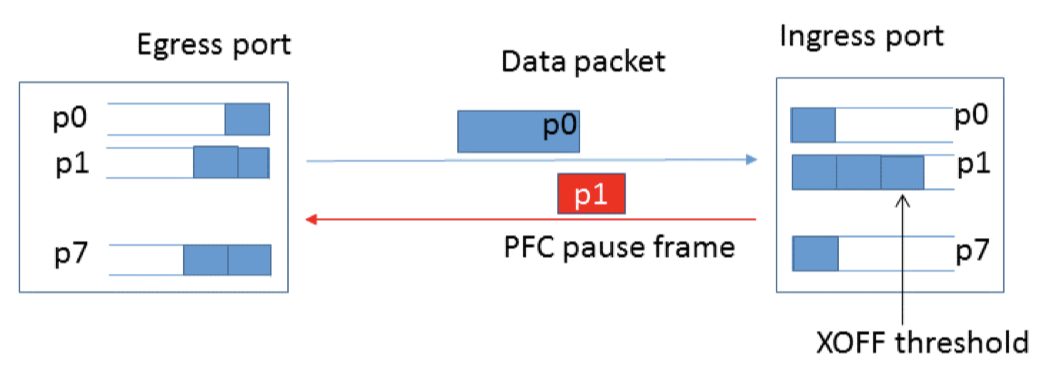 Egress port
Ingress port
Data packet
p0
p1
p7
p0
p1
PFC pause frame
p0
p1
p7
XOFF threshold